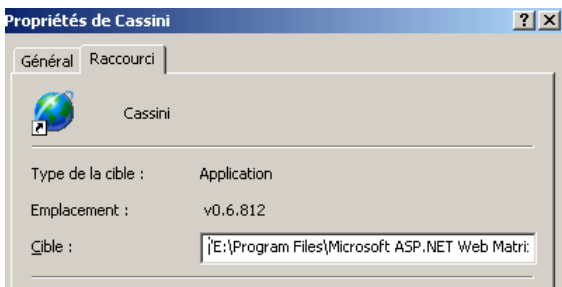 Propriétés de Cassini
Général Raccourci
Cassini
Type de la cible : Application
Emplacement : v0.6.812
Cible : "E:\Program Files\Microsoft ASP.NET Web Matri